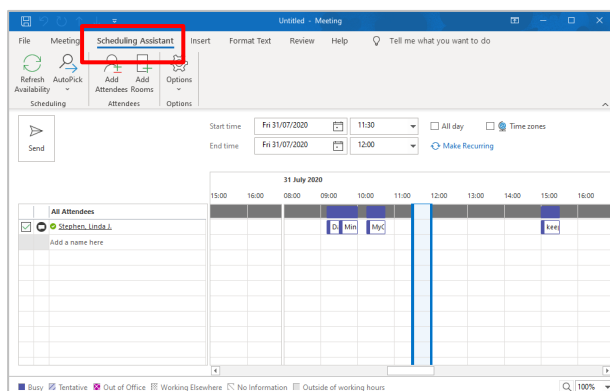 Untitled - Meeting
File Meeting Scheduling Assistant Insert Format Text Review Help Tell me what you want to do
Refresh Availability AutoPick Add Attendees Add Rooms Options
Scheduling Attendees Options
Send
Start time Fri 31/07/2020 11:30 All day Time zones
End time Fri 31/07/2020 12:00 Make Recurring
31 July 2020
15:00 16:00 08:00 09:00 10:00 11:00 12:00 13:00 14:00 15:00 16:00
All Attendees
Stephen, Linda J. Min MyC keep
Add a name here
Busy Tentative Out of Office Working Elsewhere No Information Outside of working hours 100%